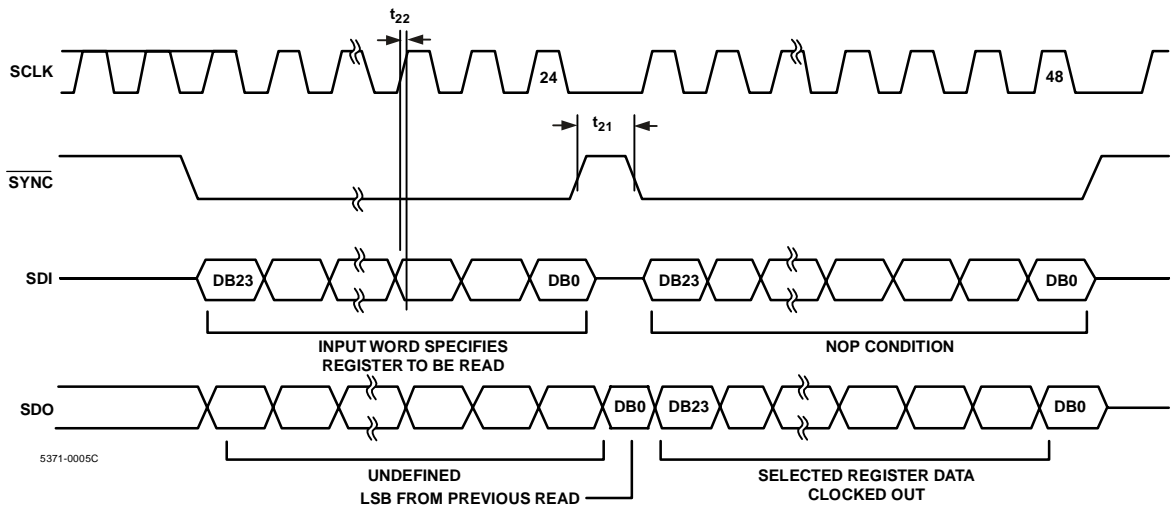 t22
SCLK
24
48
t21
SYNC
SDI
DB23
DB0
DB23
DB0
INPUT WORD SPECIFIES
REGISTER TO BE READ
NOP CONDITION
SDO
DB0
DB23
DB0
5371-0005C
UNDEFINED
SELECTED REGISTER DATA
CLOCKED OUT
LSB FROM PREVIOUS READ